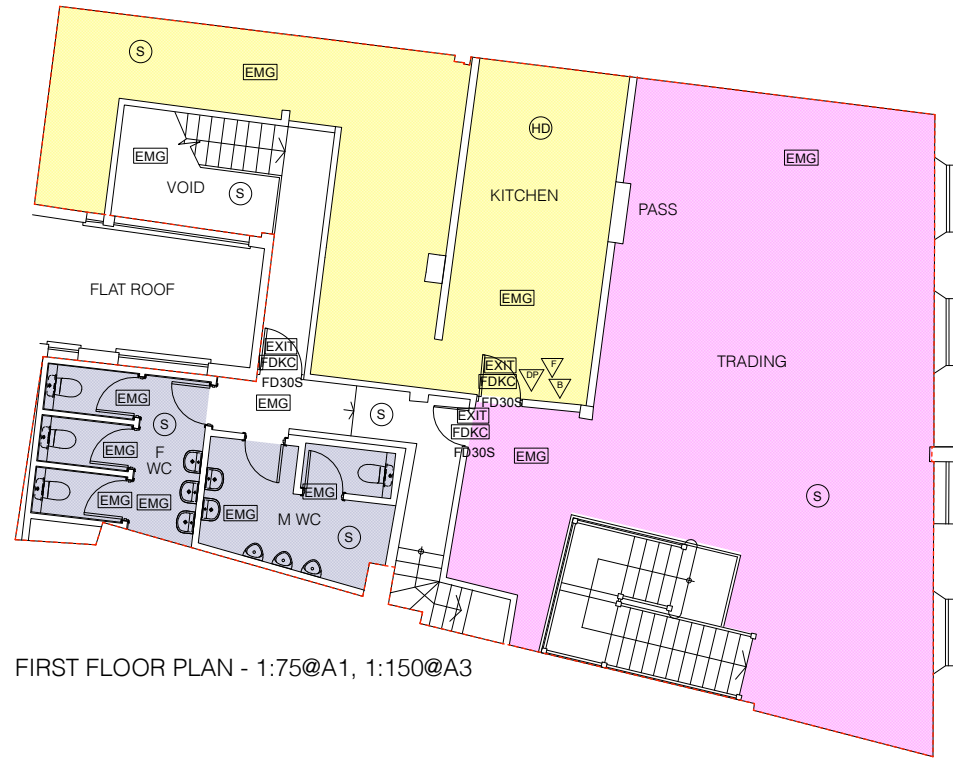 S
EMG
HD
EMG
EMG
VOID
S
KITCHEN
PASS
FLAT ROOF
EMG
TRADING
EXIT
FDKC
FD30S
EXIT
FDKC
FD30S
F
DP
B
EMG
EMG
S
EXIT
FDKC
FD30S
S
F
WC
EMG
EMG
EMG
EMG
EMG
EMG
M WC
S
EMG
S
FIRST FLOOR PLAN - 1:75@A1, 1:150@A3